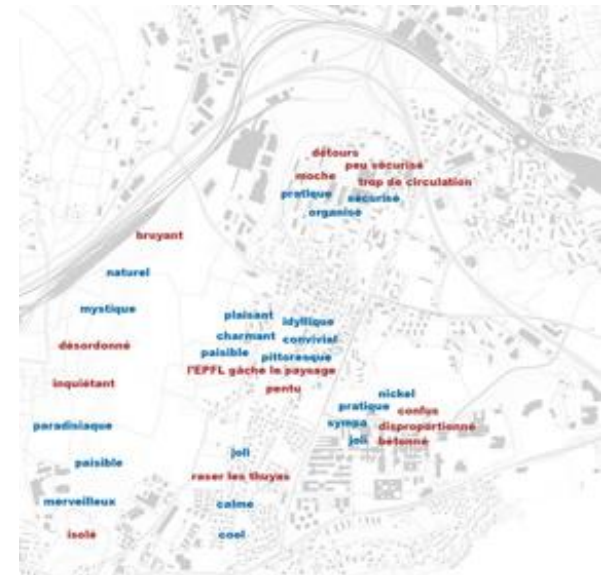 détours
peu sécurisé
moche
trop de circulation
pratique
sécurisé
organisé
bruyant
naturel
mystique
plaisant
idyllique
charmant
convivial
désordonné
paisible
pittoresque
l'EPFL gâche le paysage
inquiétant
pentu
nickel
pratique
confus
paradisiaque
sympa
disproportionné
joli
bétonné
joli
paisible
raser les thuyas
merveilleux
calme
isolé
cool